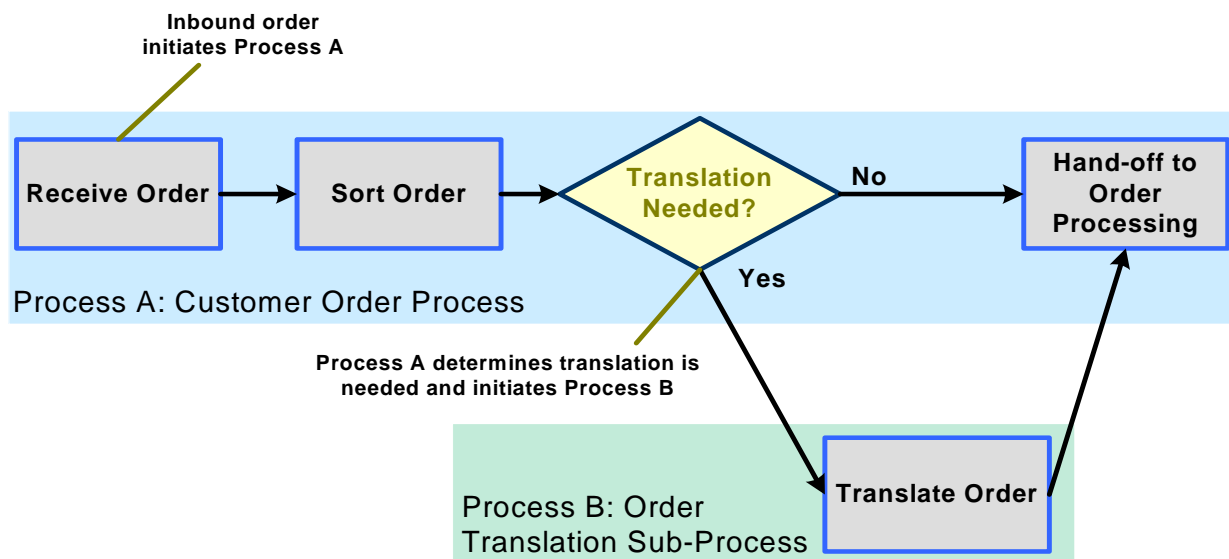 Inbound order
initiates Process A
Receive Order
Sort Order
Translation
Needed?
No
Hand-off to
Order
Processing
Yes
Process A: Customer Order Process
Process A determines translation is
needed and initiates Process B
Translate Order
Process B: Order
Translation Sub-Process